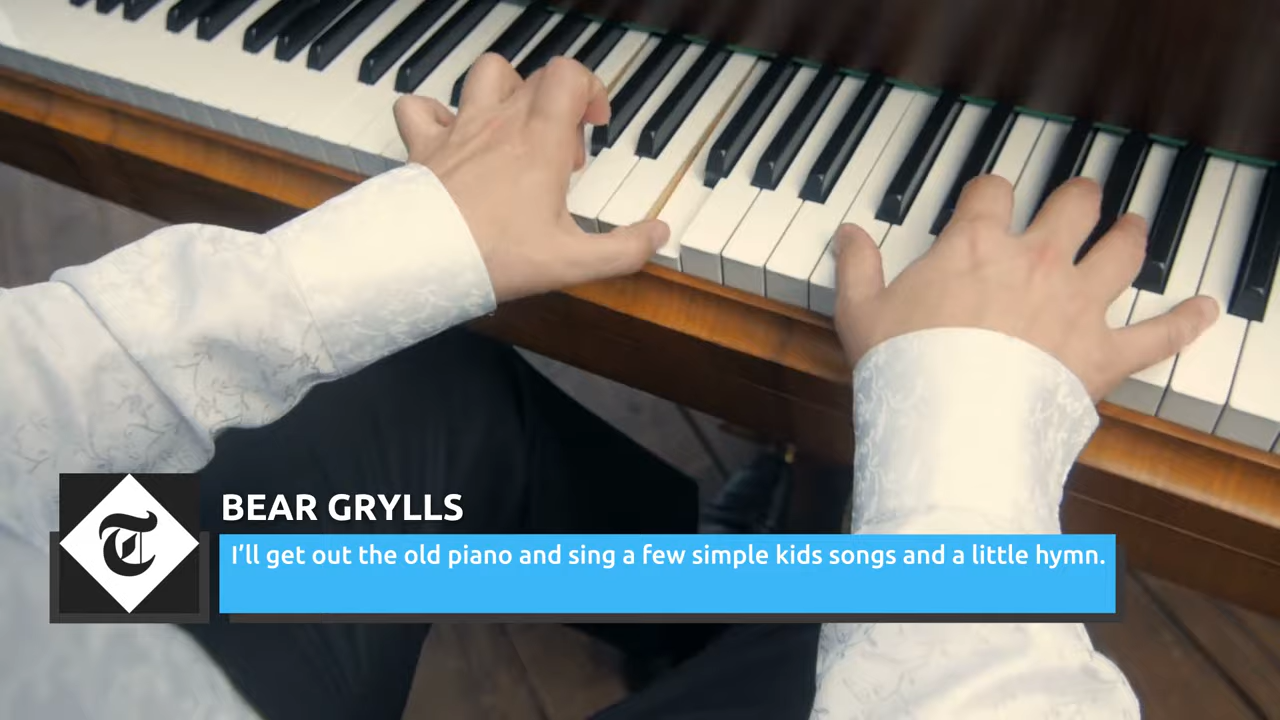 T
BEAR GRYLLS
I’ll get out the old piano and sing a few simple kids songs and a little hymn.